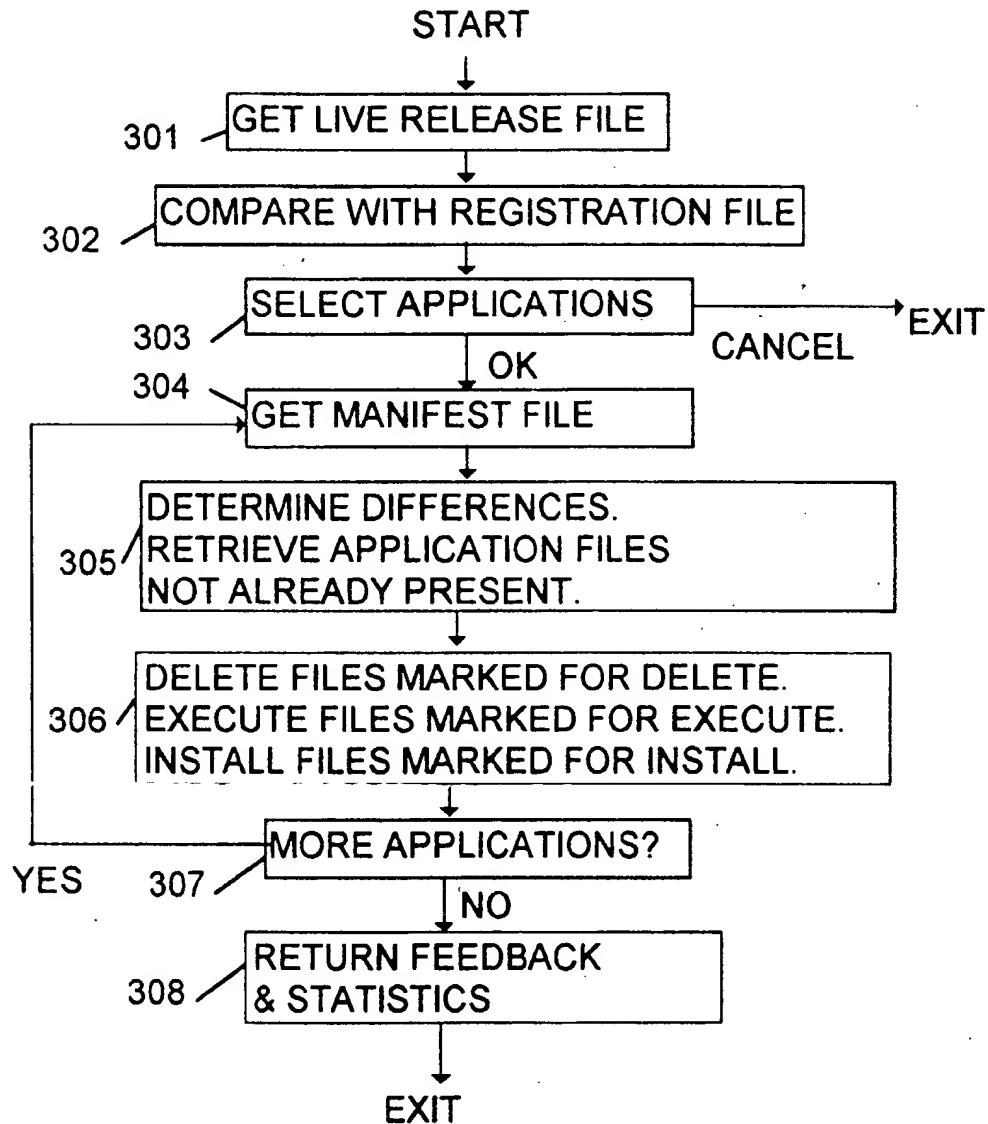 START
301
GET LIVE RELEASE FILE
302
COMPARE WITH REGISTRATION FILE
303
SELECT APPLICATIONS
CANCEL
EXIT
OK
304
GET MANIFEST FILE
305
DETERMINE DIFFERENCES.
RETRIEVE APPLICATION FILES
NOT ALREADY PRESENT.
306
DELETE FILES MARKED FOR DELETE.
EXECUTE FILES MARKED FOR EXECUTE.
INSTALL FILES MARKED FOR INSTALL.
307
MORE APPLICATIONS?
YES
NO
308
RETURN FEEDBACK
& STATISTICS
EXIT